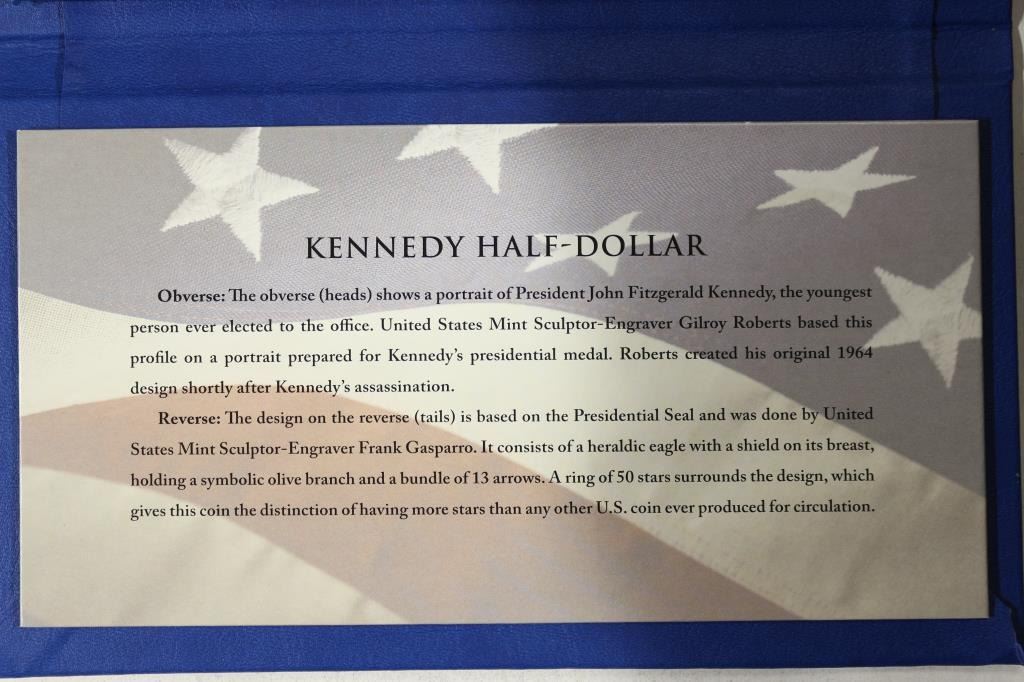 KENNEDY HALF-DOLLAR
Obverse: The obverse (heads) shows a portrait of President John Fitzgerald Kennedy, the youngest
person ever elected to the office. United States Mint Sculptor-Engraver Gilroy Roberts based this
profile on a portrait prepared for Kennedy's presidential medal. Roberts created his original 1964
design shortly after Kennedy's assassination.
Reverse: The design on the reverse (tails) is based on the Presidential Seal and was done by United
States Mint Sculptor-Engraver Frank Gasparro. It consists of a heraldic eagle with a shield on its breast,
holding a symbolic olive branch and a bundle of 13 arrows. A ring of 50 stars surrounds the design, which
gives this coin the distinction of having more stars than any other U.S. coin ever produced for circulation.